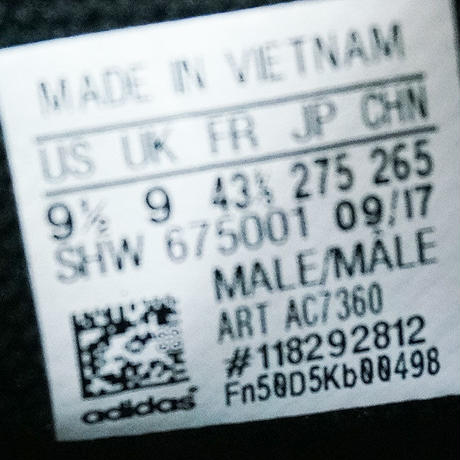 MADE IN VIETNAM
US UK FR JP CHN
9½ 9 43⅓ 275 265
SHW 675001 09/17
MALE/MÂLE
ART AC7360
#118292812
Fn50D5Kb00498
adidas